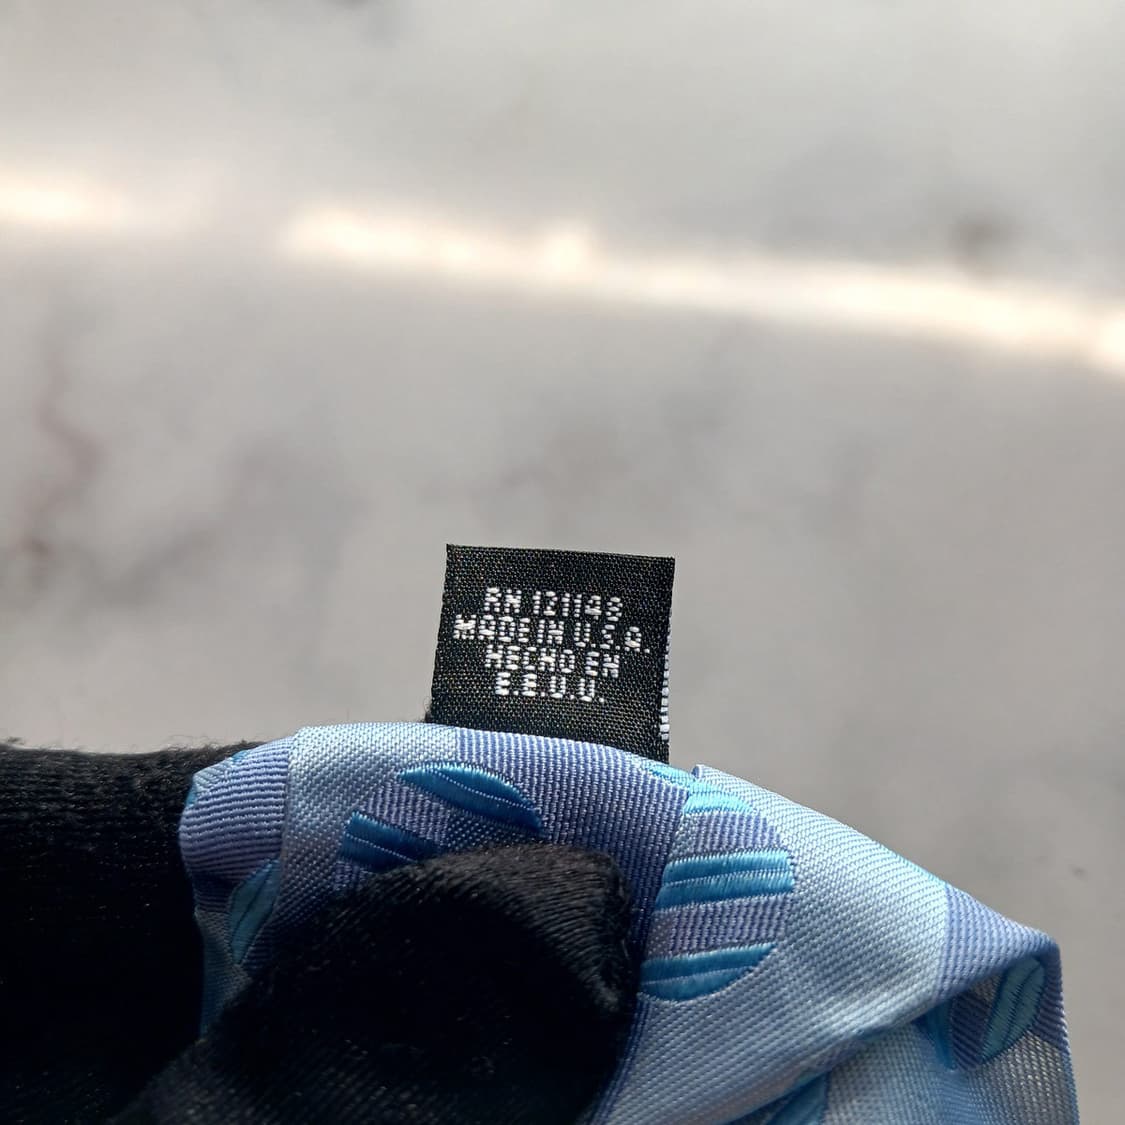 RN 121148
MADE IN U.S.A.
HECHO EN
E.E.U.U.